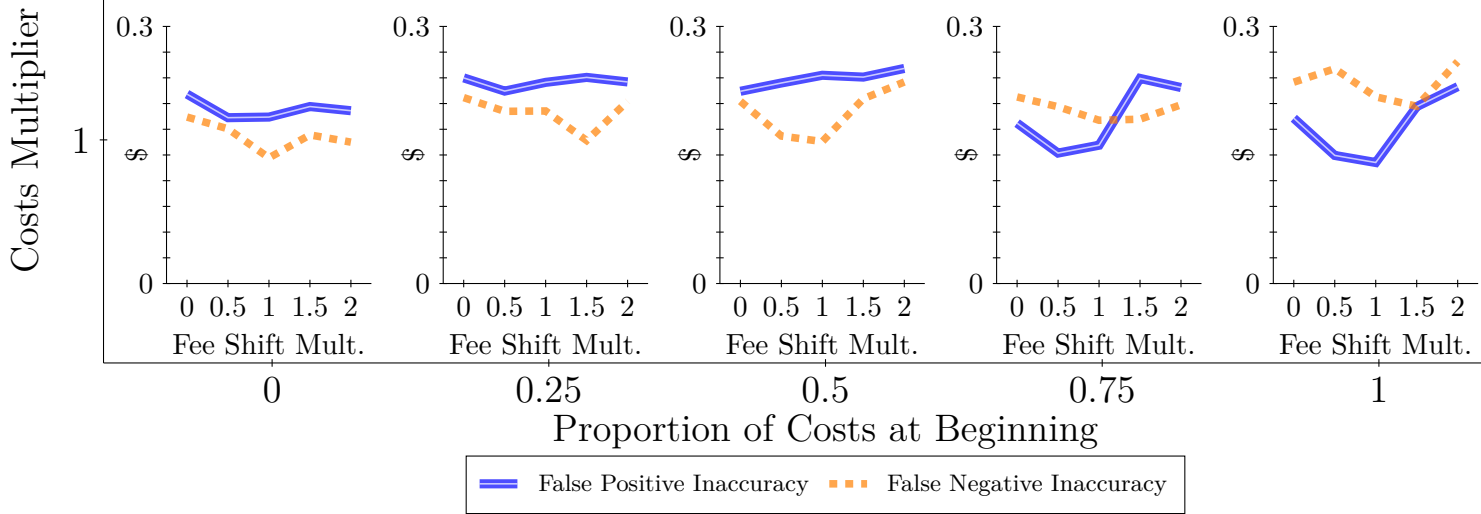 Costs Multiplier
1
0.3 0.3 0.3 0.3 0.3
$ $ $ $ $
0 0 0 0 0
0 0.5 1 1.5 2 0 0.5 1 1.5 2 0 0.5 1 1.5 2 0 0.5 1 1.5 2 0 0.5 1 1.5 2
Fee Shift Mult. Fee Shift Mult. Fee Shift Mult. Fee Shift Mult. Fee Shift Mult.
0 0.25 0.5 0.75 1
Proportion of Costs at Beginning
False Positive Inaccuracy False Negative Inaccuracy